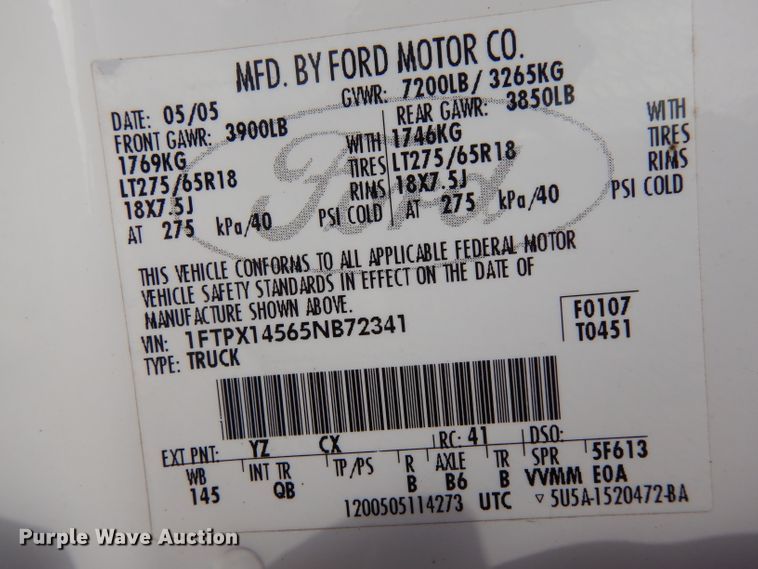 MFD. BY FORD MOTOR CO.
DATE: 05/05 GVWR: 7200LB/ 3265KG
FRONT GAWR: 3900LB REAR GAWR: 3850LB
1769KG WITH 1746KG WITH
LT275/65R18 TIRES LT275/65R18 TIRES
18X7.5J RIMS 18X7.5J RIMS
AT 275 kPa/40 PSI COLD AT 275 kPa/40 PSI COLD
Ford
THIS VEHICLE CONFORMS TO ALL APPLICABLE FEDERAL MOTOR
VEHICLE SAFETY STANDARDS IN EFFECT ON THE DATE OF
MANUFACTURE SHOWN ABOVE.
VIN: 1FTPX14565NB72341 F0107
TYPE: TRUCK T0451
EXT PNT: YZ CX RC: 41 DSO:
WB INT TR TP/PS R AXLE TR SPR 5F613
145 QB B B6 B VVMM EOA
1200505114273 UTC ▽ 5U5A-1520472-BA
Purple Wave Auction